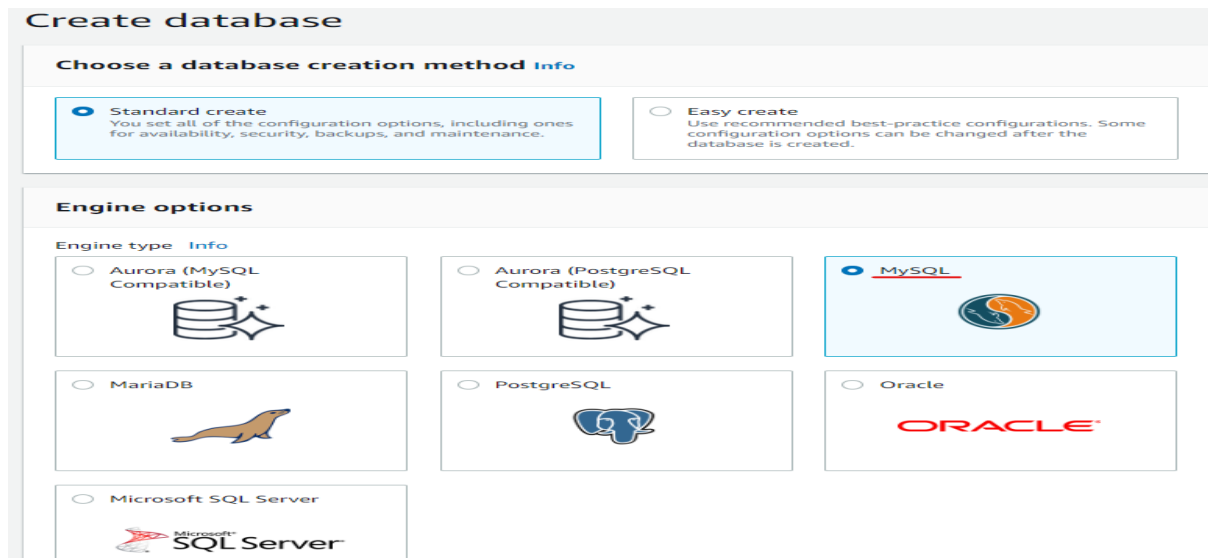 Create database
Choose a database creation method Info
Standard create
You set all of the configuration options, including ones
for availability, security, backups, and maintenance.
Easy create
Use recommended best-practice configurations. Some
configuration options can be changed after the
database is created.
Engine options
Engine type Info
Aurora (MySQL
Compatible)
Aurora (PostgreSQL
Compatible)
MySQL
MariaDB
PostgreSQL
Oracle
ORACLE
Microsoft SQL Server
Microsoft
SQL Server